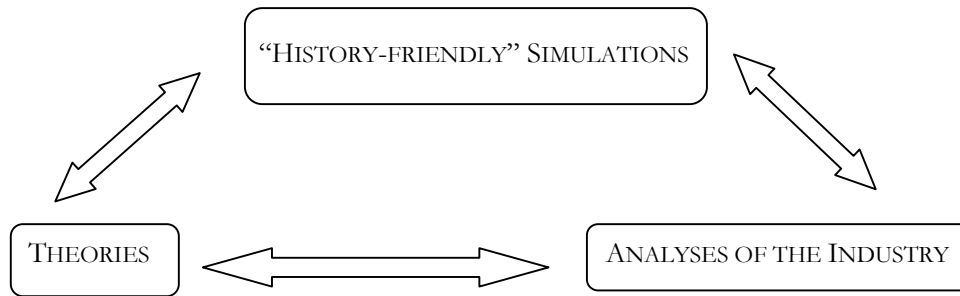 “HISTORY-FRIENDLY” SIMULATIONS
THEORIES
ANALYSES OF THE INDUSTRY